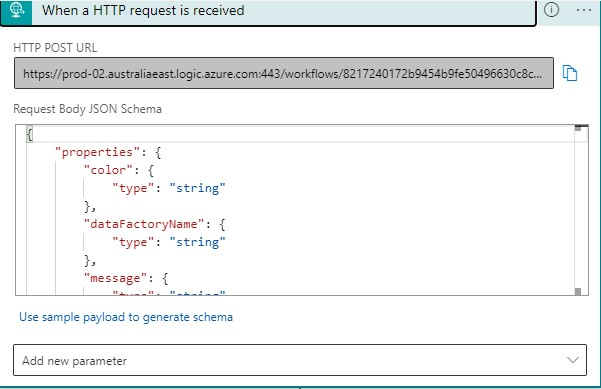 When a HTTP request is received
HTTP POST URL
https://prod-02.australiaeast.logic.azure.com:443/workflows/8217240172b9454b9fe50496630c8c...
Request Body JSON Schema
{
"properties": {
"color": {
"type": "string"
},
"dataFactoryName": {
"type": "string"
},
"message": {
"type": "string"
Use sample payload to generate schema
Add new parameter